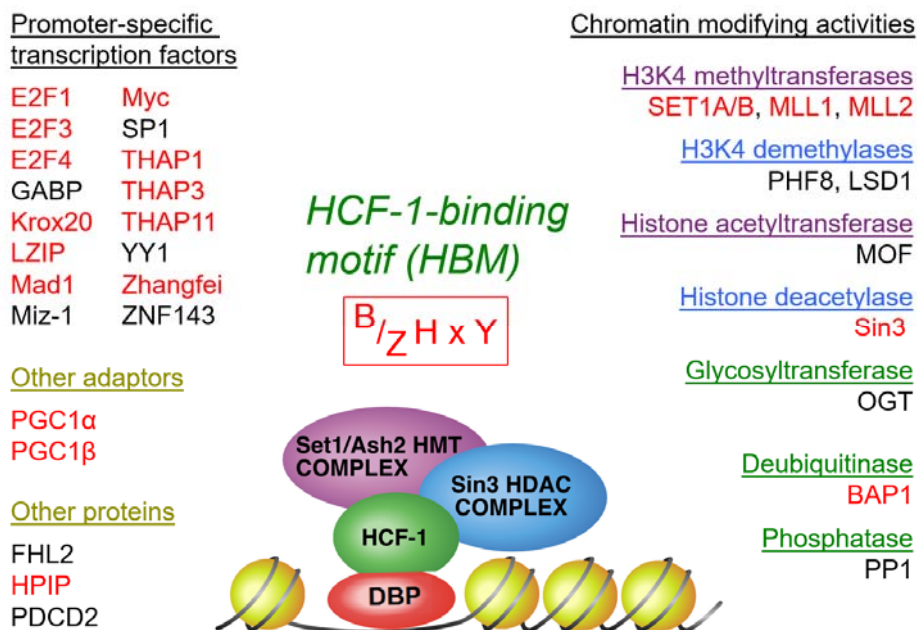 Promoter-specific
transcription factors
E2F1 Myc
E2F3 SP1
E2F4 THAP1
GABP THAP3
Krox20 THAP11
LZIP YY1
Mad1 Zhangfei
Miz-1 ZNF143
Other adaptors
PGC1α
PGC1β
Other proteins
FHL2
HPIP
PDCD2
HCF-1-binding
motif (HBM)
B/Z H x Y
Set1/Ash2 HMT
COMPLEX
Sin3 HDAC
COMPLEX
HCF-1
DBP
Chromatin modifying activities
H3K4 methyltransferases
SET1A/B, MLL1, MLL2
H3K4 demethylases
PHF8, LSD1
Histone acetyltransferase
MOF
Histone deacetylase
Sin3
Glycosyltransferase
OGT
Deubiquitinase
BAP1
Phosphatase
PP1